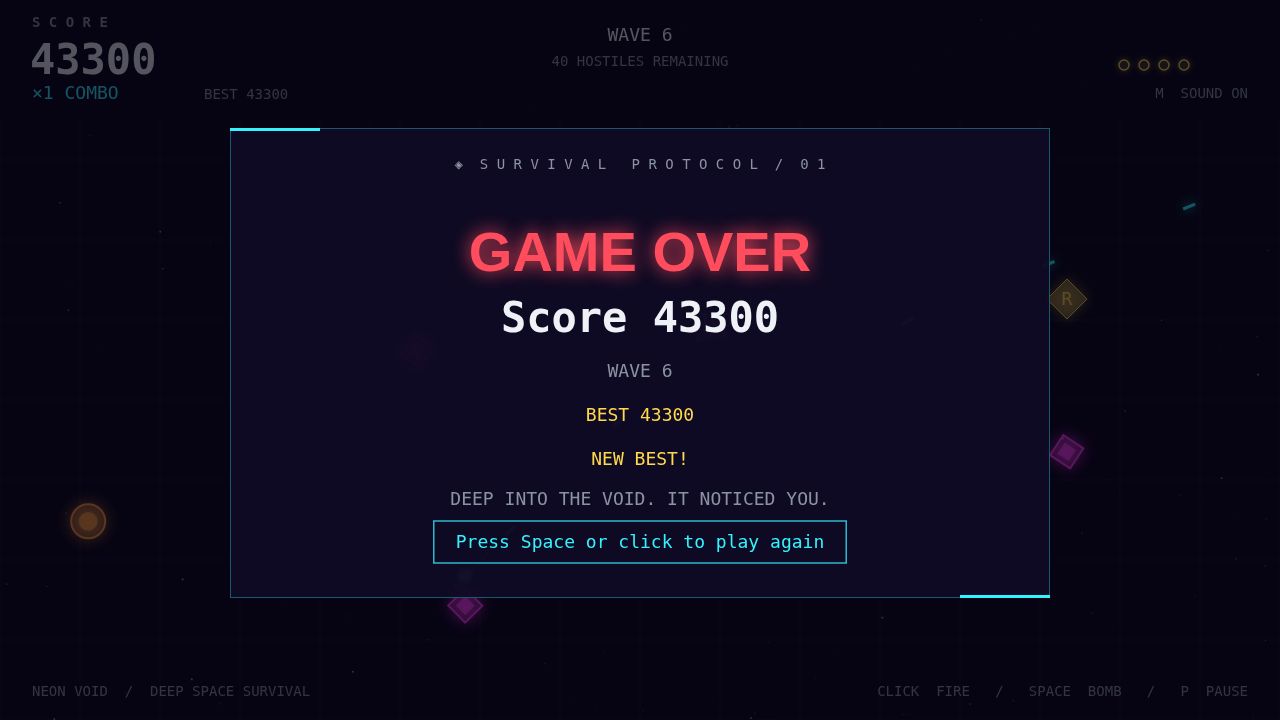 SCORE
43300
×1 COMBO
BEST 43300
WAVE 6
40 HOSTILES REMAINING
M SOUND ON
◈ SURVIVAL PROTOCOL / 01
GAME OVER
Score 43300
WAVE 6
BEST 43300
NEW BEST!
DEEP INTO THE VOID. IT NOTICED YOU.
Press Space or click to play again
R
NEON VOID / DEEP SPACE SURVIVAL
CLICK FIRE / SPACE BOMB / P PAUSE